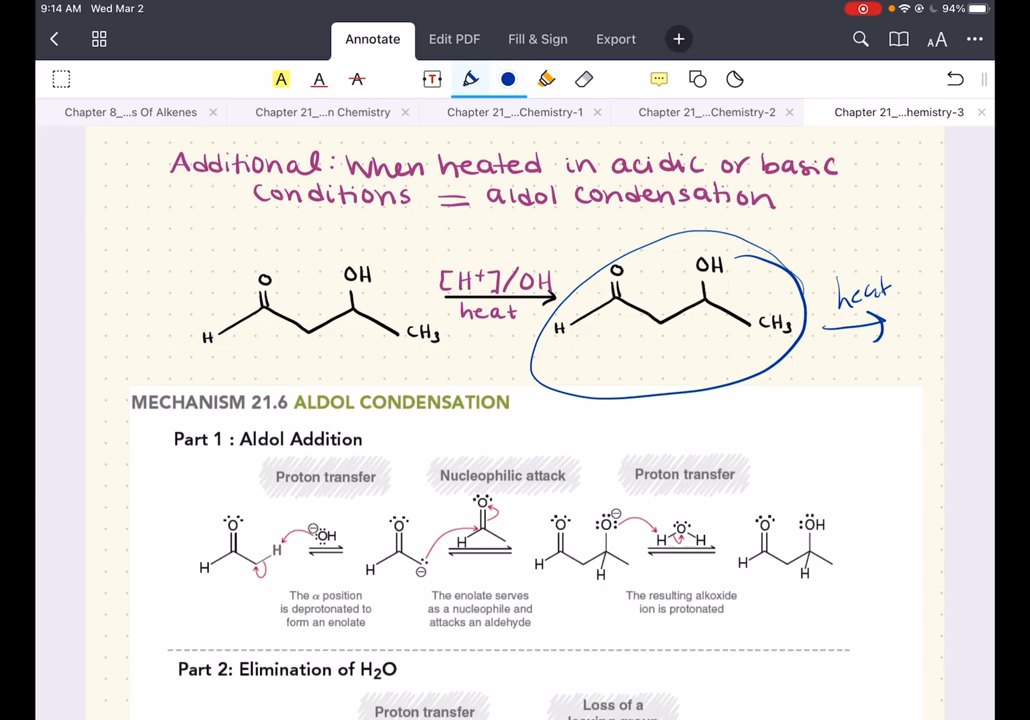 9:14 AM Wed Mar 2
94%
Annotate Edit PDF Fill & Sign Export
AA
A A A T
Chapter 8_...s Of Alkenes Chapter 21_...n Chemistry Chapter 21_...Chemistry-1 Chapter 21_...Chemistry-2 Chapter 21_...hemistry-3
Additional: When heated in acidic or basic
Conditions = aldol condensation
O OH [H+]/OH O OH heat
H CH3 heat H CH3
MECHANISM 21.6 ALDOL CONDENSATION
Part 1 : Aldol Addition
Proton transfer Nucleophilic attack Proton transfer
O H ⊖OH O O O O⊖ H O H O OH
H H ⊖ H H H H H
The α position The enolate serves The resulting alkoxide
is deprotonated to as a nucleophile and ion is protonated
form an enolate attacks an aldehyde
Part 2: Elimination of H2O
Proton transfer Loss of a
leaving group